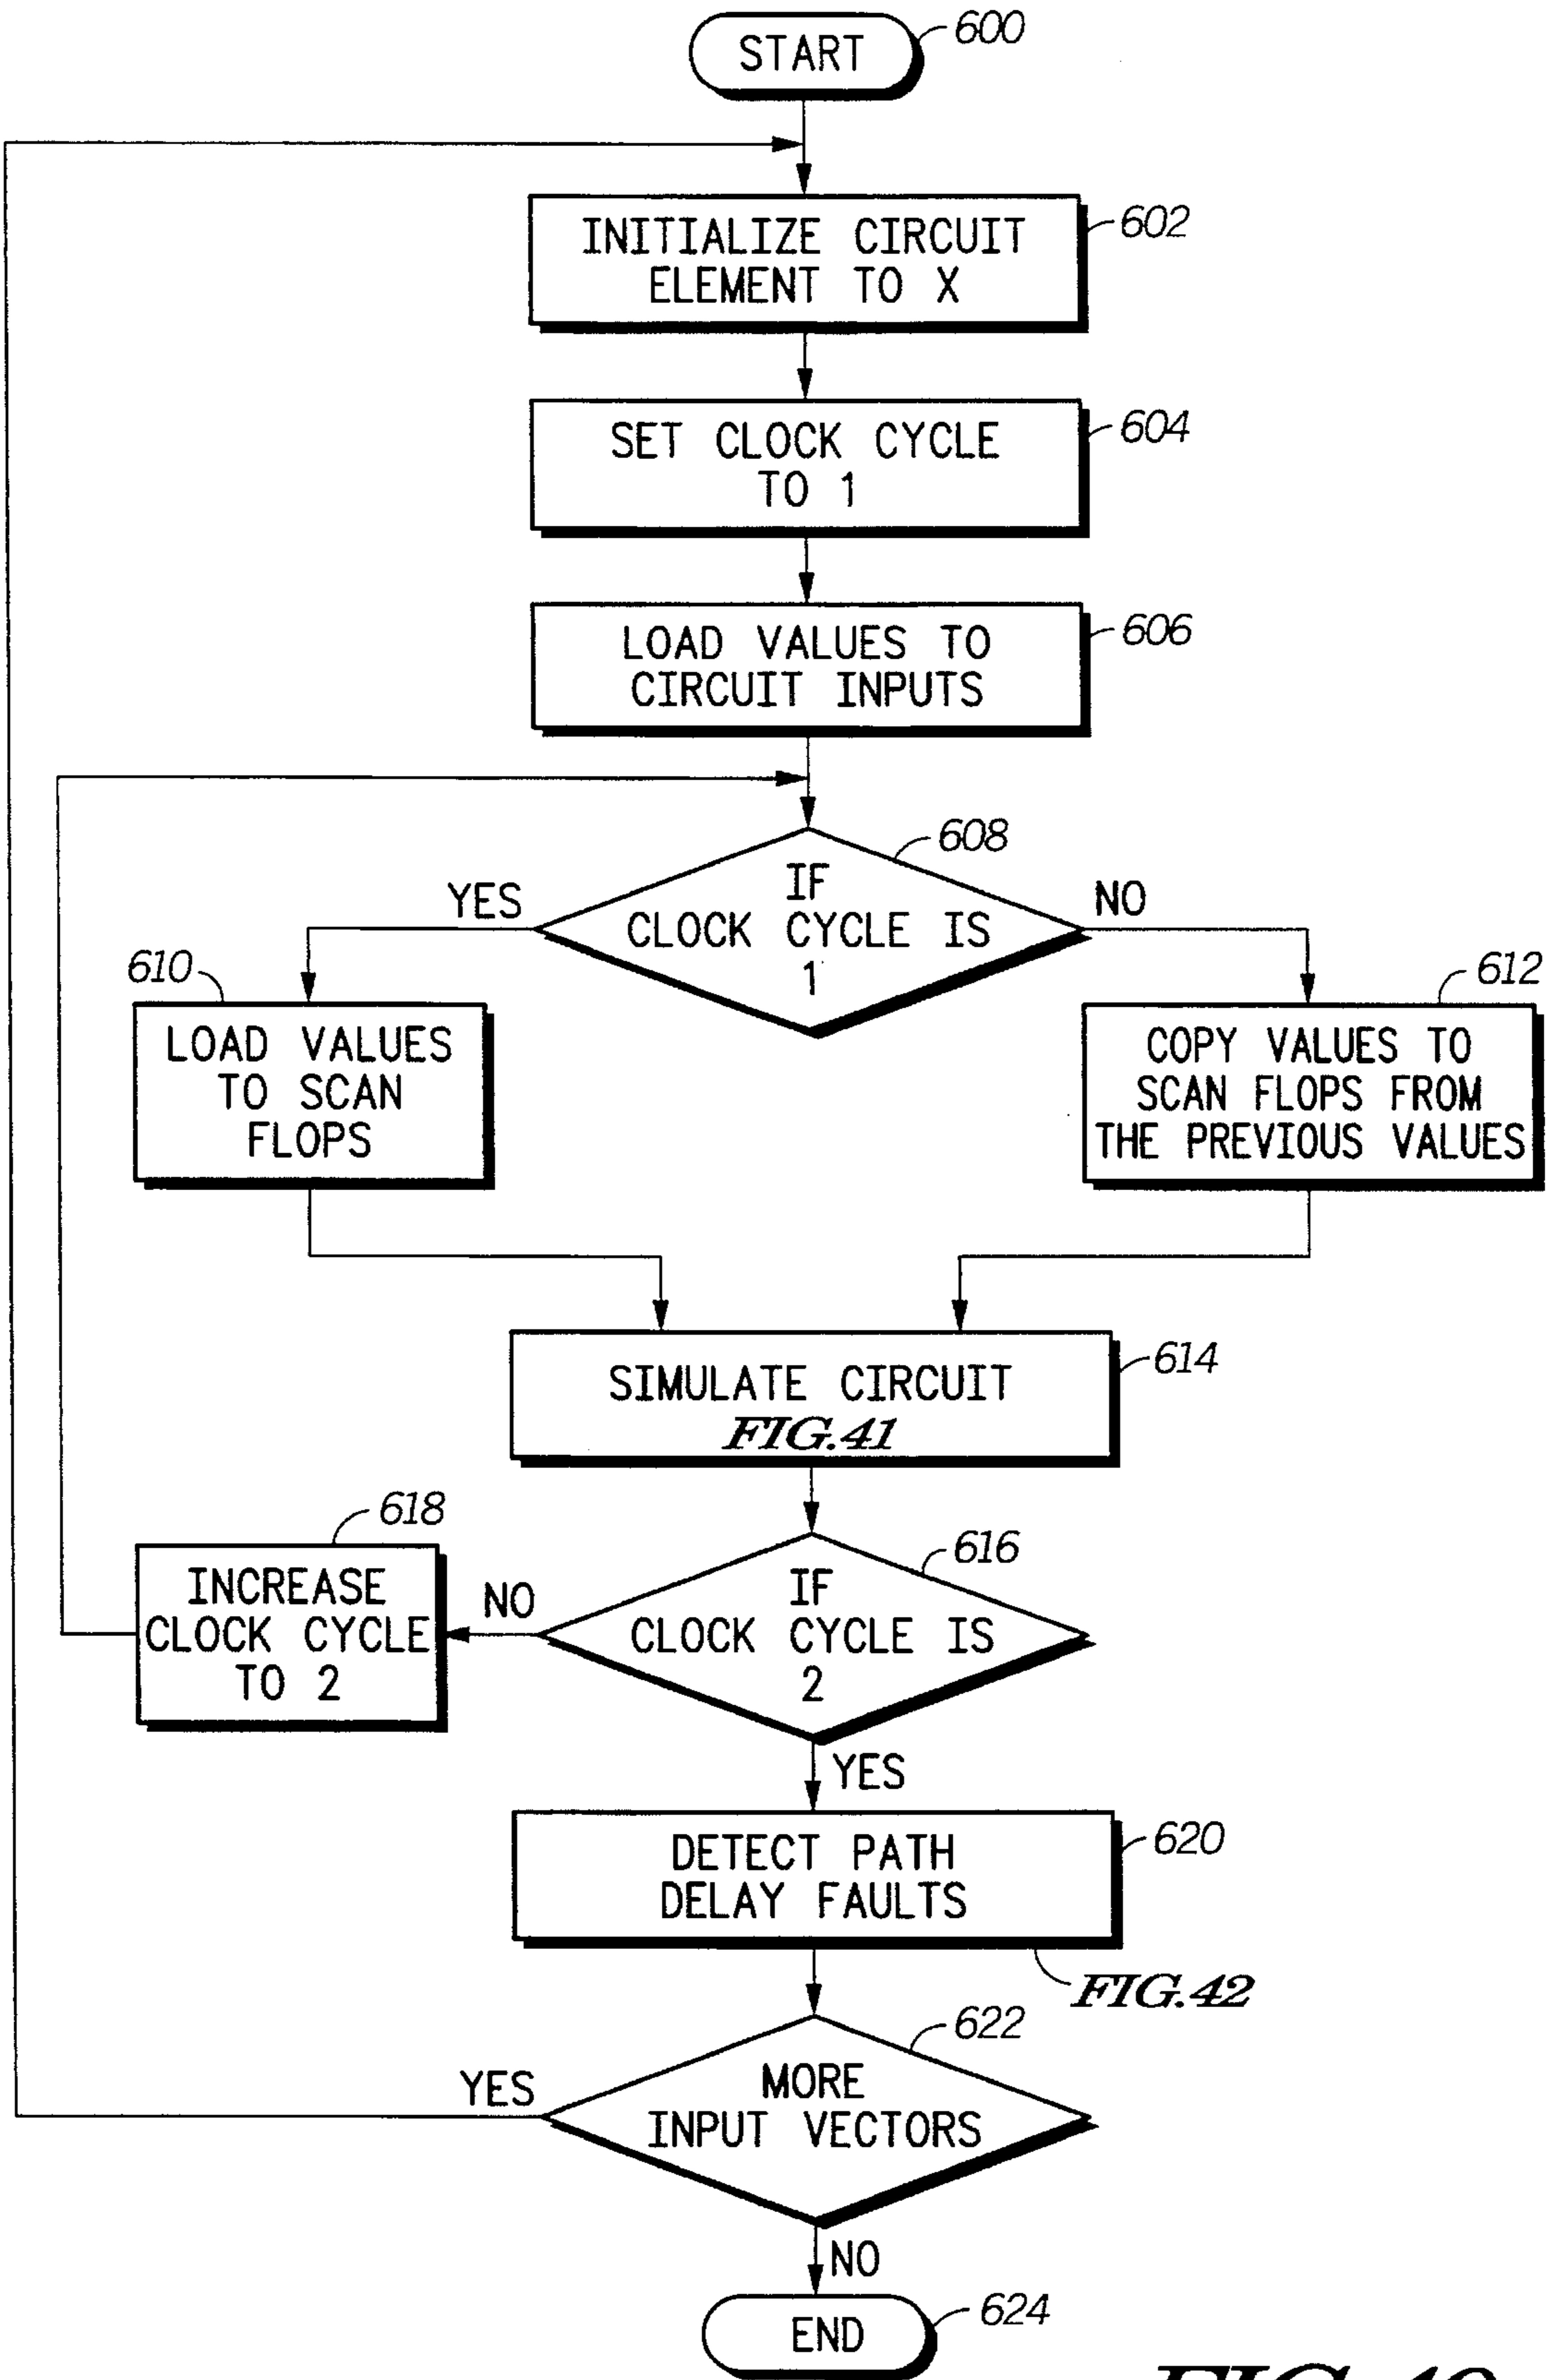 START
600
INITIALIZE CIRCUIT
ELEMENT TO X
602
SET CLOCK CYCLE
TO 1
604
LOAD VALUES TO
CIRCUIT INPUTS
606
608
IF
CLOCK CYCLE IS
1
YES
NO
610
LOAD VALUES
TO SCAN
FLOPS
612
COPY VALUES TO
SCAN FLOPS FROM
THE PREVIOUS VALUES
SIMULATE CIRCUIT
FIG.41
614
616
IF
CLOCK CYCLE IS
2
NO
618
INCREASE
CLOCK CYCLE
TO 2
YES
DETECT PATH
DELAY FAULTS
620
FIG.42
622
MORE
INPUT VECTORS
YES
NO
END
624